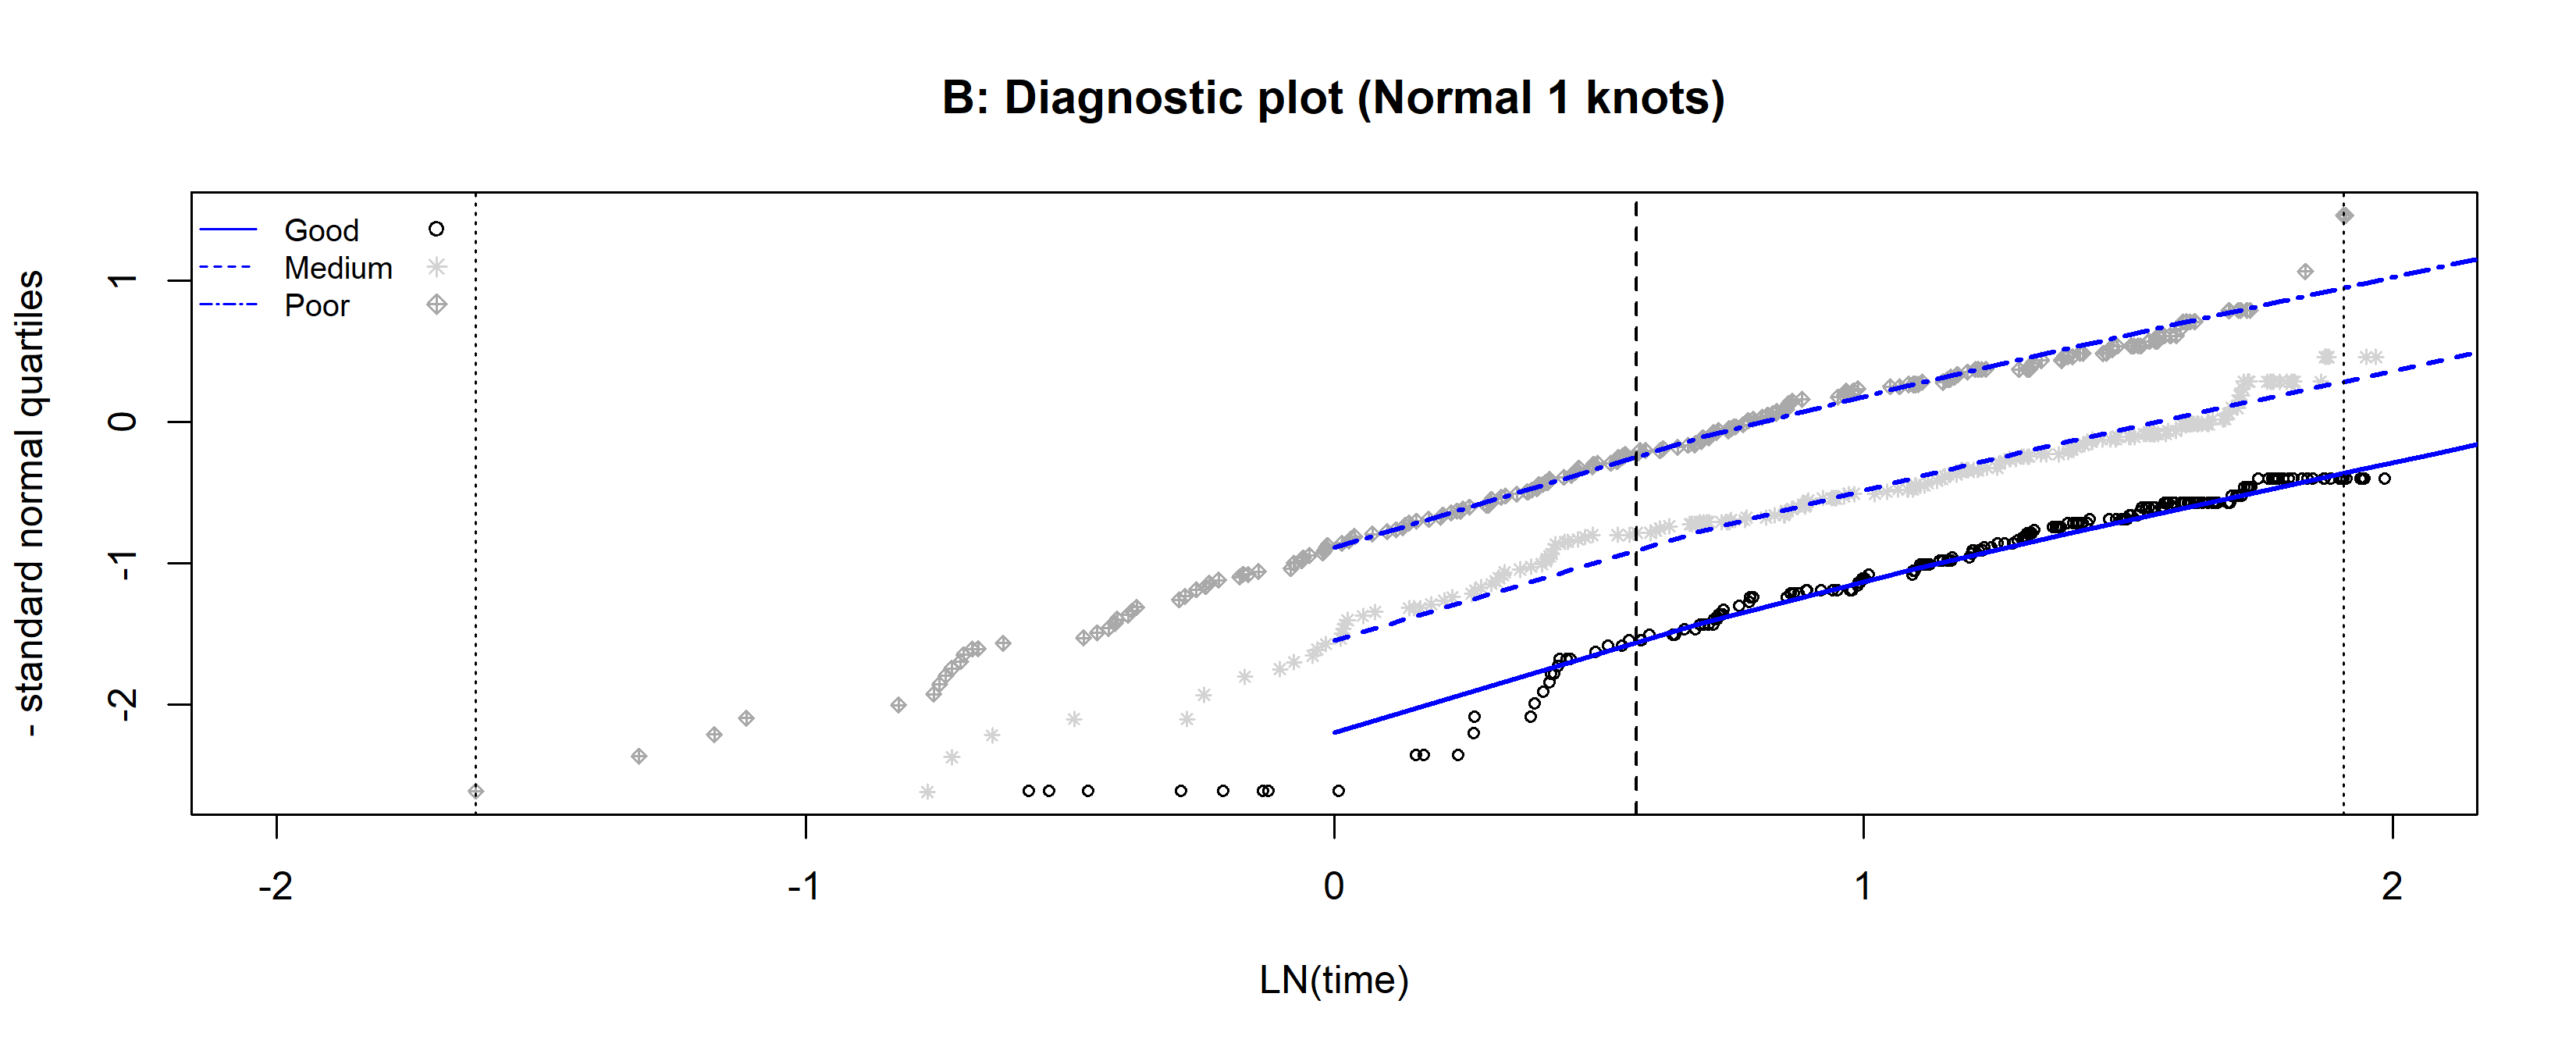 B: Diagnostic plot (Normal 1 knots)
Good
Medium
Poor
- standard normal quartiles
1
0
-1
-2
-2
-1
0
1
2
LN(time)